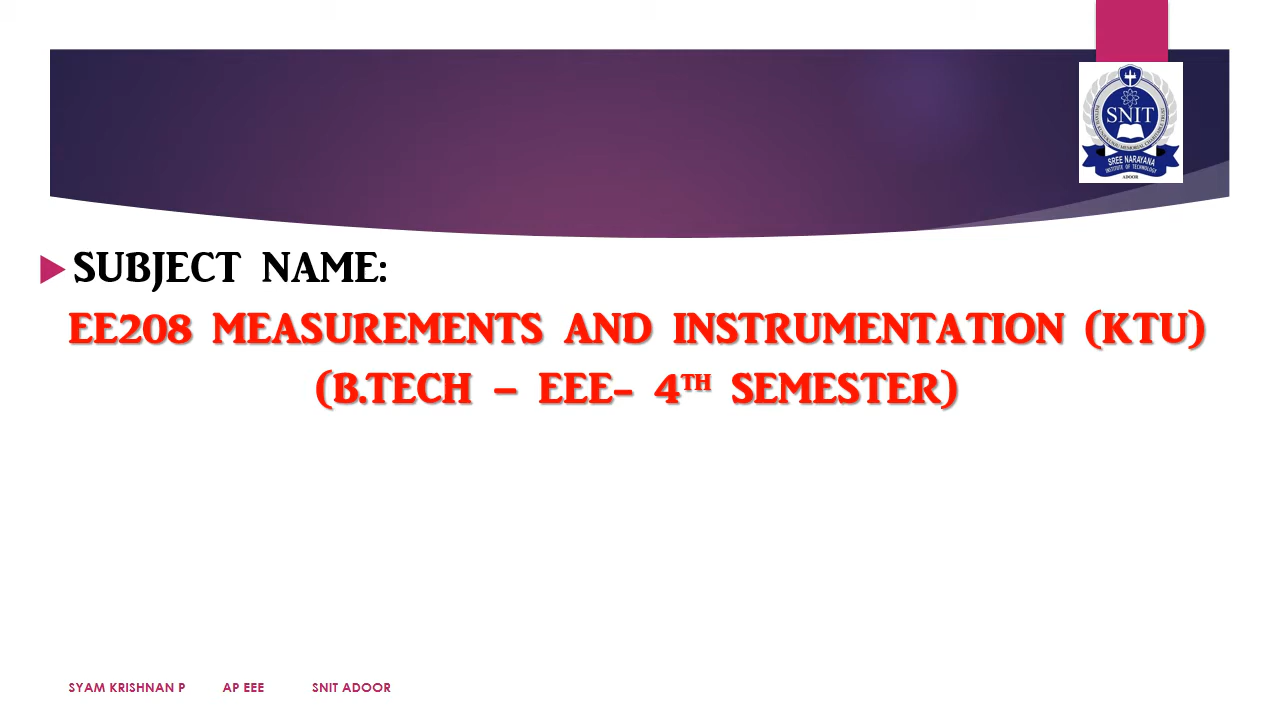 SNIT
SREE NARAYANA
INSTITUTE OF TECHNOLOGY
ADOOR
SUBJECT NAME:
EE208 MEASUREMENTS AND INSTRUMENTATION (KTU)
(B.TECH – EEE- 4TH SEMESTER)
SYAM KRISHNAN P AP EEE SNIT ADOOR